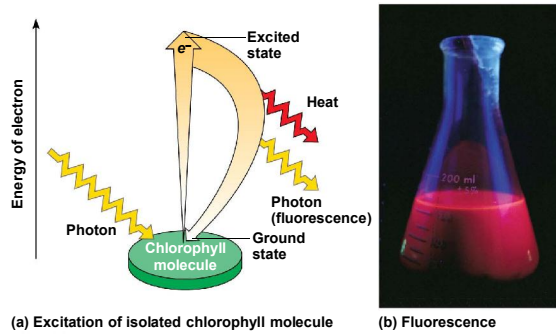 Excited
state
e–
Energy of electron
Heat
Photon
Photon
(fluorescence)
Ground
state
Chlorophyll
molecule
200 ml
(a) Excitation of isolated chlorophyll molecule
(b) Fluorescence